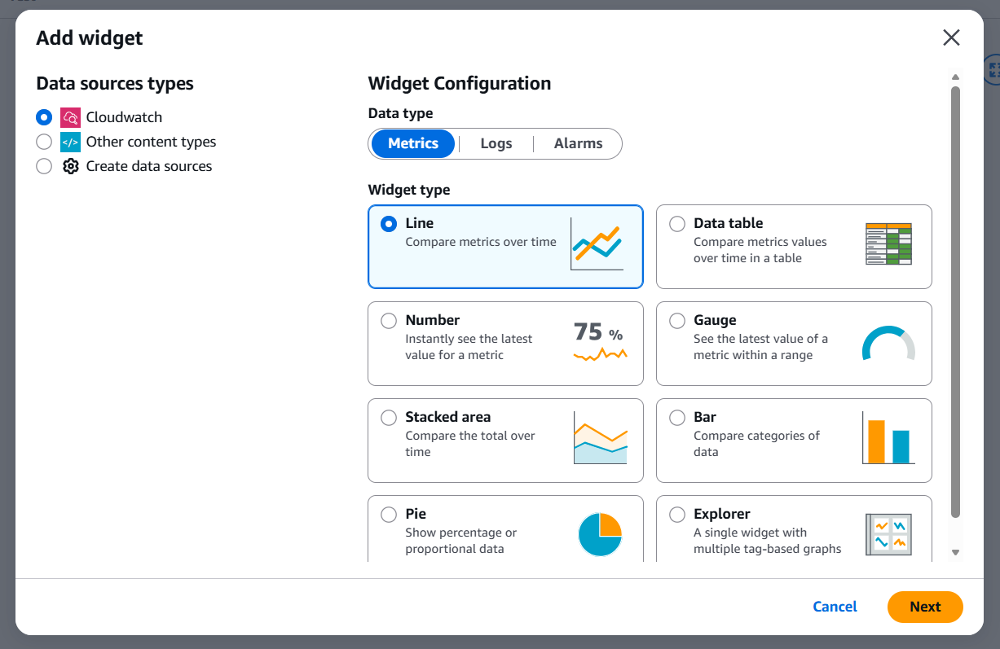 Add widget
Data sources types
Cloudwatch
</> Other content types
Create data sources
Widget Configuration
Data type
Metrics
Logs
Alarms
Widget type
Line
Compare metrics over time
Data table
Compare metrics values
over time in a table
Number
Instantly see the latest
value for a metric
75 %
Gauge
See the latest value of a
metric within a range
Stacked area
Compare the total over
time
Bar
Compare categories of
data
Pie
Show percentage or
proportional data
Explorer
A single widget with
multiple tag-based graphs
Cancel
Next